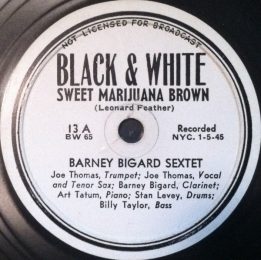 NOT LICENSED FOR BROADCAST
BLACK & WHITE
SWEET MARIJUANA BROWN
(Leonard Feather)
13 A
BW 65
Recorded
NYC. 1-5-45
BARNEY BIGARD SEXTET
Joe Thomas, Trumpet; Joe Thomas, Vocal
and Tenor Sax; Barney Bigard, Clarinet;
Art Tatum, Piano; Stan Levey, Drums;
Billy Taylor, Bass